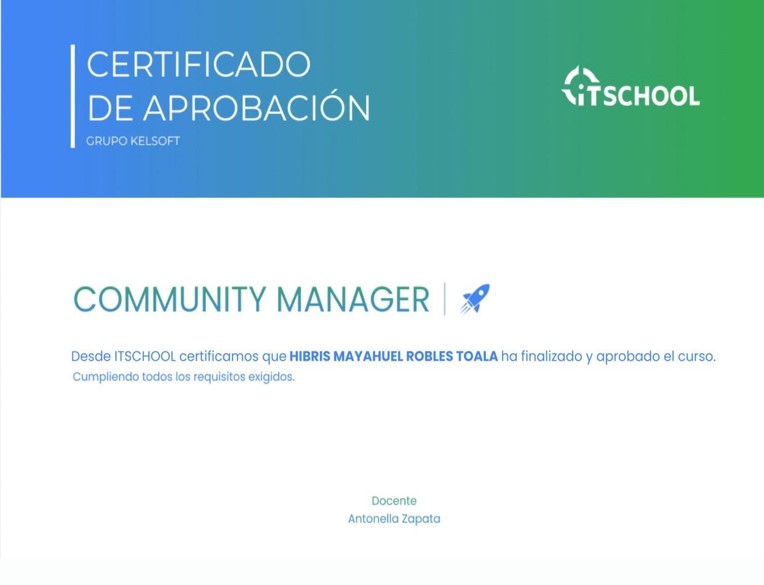 CERTIFICADO
DE APROBACIÓN
GRUPO KELSOFT
iTSCHOOL
COMMUNITY MANAGER
Desde ITSCHOOL certificamos que HIBRIS MAYAHUEL ROBLES TOALA ha finalizado y aprobado el curso.
Cumpliendo todos los requisitos exigidos.
Docente
Antonella Zapata